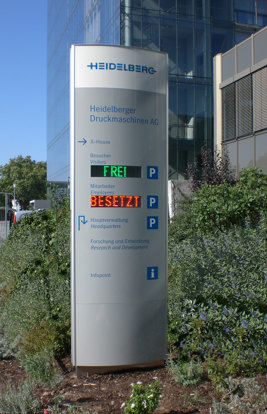 HEIDELBERG
Heidelberger
Druckmaschinen AG
X-House
Besucher
Visitors
FREI P
Mitarbeiter
Employees
BESETZT P
Hauptverwaltung
Headquarters P
Forschung und Entwicklung
Research and Development
Infopoint i